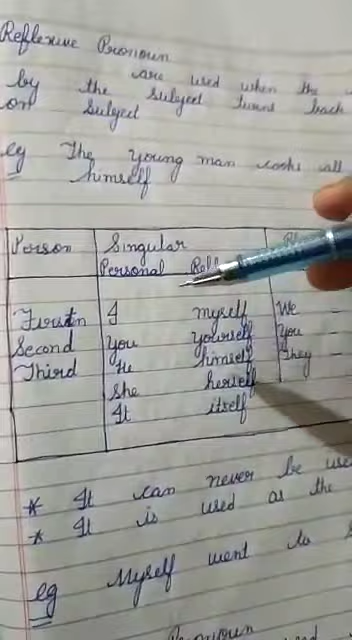 Reflexive Pronoun
are used when the
by the subject turns back
on subject
eg The young man cooks all
himself
Person Singular
Personal
First I myself We -
Second you yourself You -
Third He himself They -
She herself
It itself
* It can never be use
* It is used as the
eg Myself went to
Pronoun